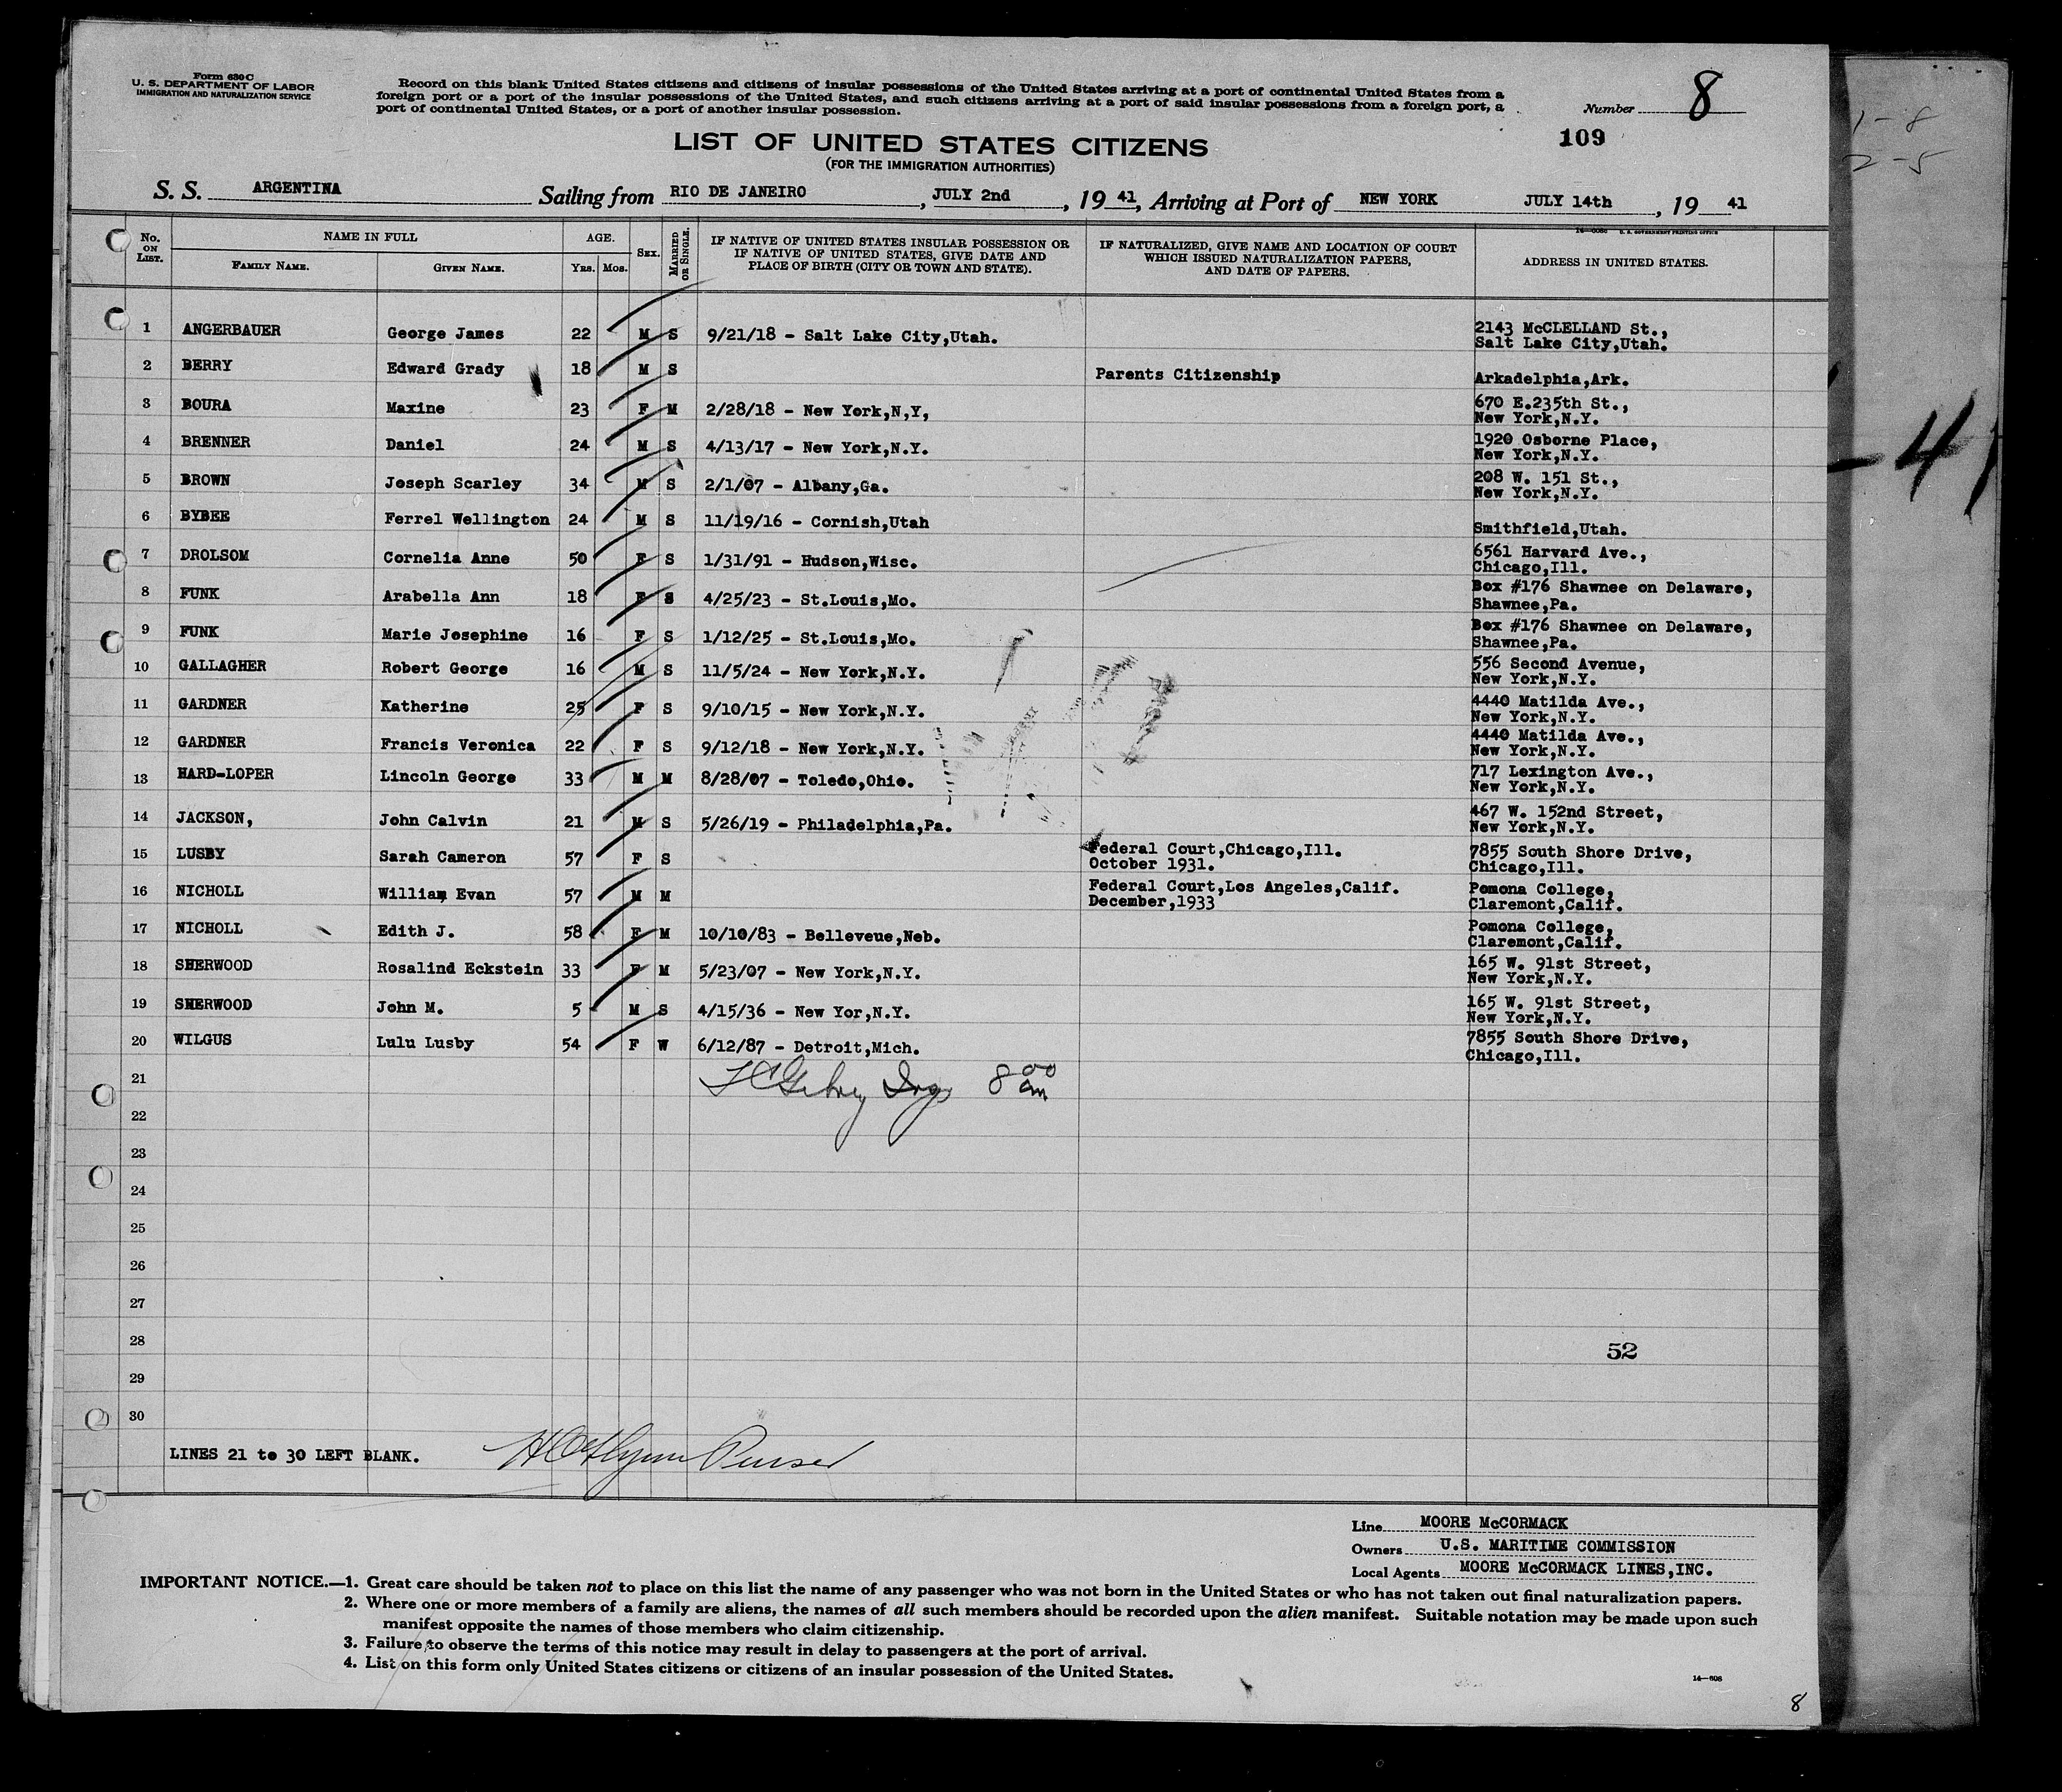 Form 630 C
U. S. DEPARTMENT OF LABOR
IMMIGRATION AND NATURALIZATION SERVICE
Record on this blank United States citizens and citizens of insular possessions of the United States arriving at a port of continental United States from a
foreign port or a port of the insular possessions of the United States, and such citizens arriving at a port of said insular possessions from a foreign port, a
port of continental United States, or a port of another insular possession.
Number 8
109
LIST OF UNITED STATES CITIZENS
(FOR THE IMMIGRATION AUTHORITIES)
S. S. ARGENTINA Sailing from RIO DE JANEIRO, JULY 2nd, 19 41, Arriving at Port of NEW YORK JULY 14th, 19 41
U. S. GOVERNMENT PRINTING OFFICE
No. ON LIST. NAME IN FULL FAMILY NAME. GIVEN NAME. AGE. YRS. MOS. SEX. MARRIED OR SINGLE. IF NATIVE OF UNITED STATES INSULAR POSSESSION OR IF NATIVE OF UNITED STATES, GIVE DATE AND PLACE OF BIRTH (CITY OR TOWN AND STATE). IF NATURALIZED, GIVE NAME AND LOCATION OF COURT WHICH ISSUED NATURALIZATION PAPERS, AND DATE OF PAPERS. ADDRESS IN UNITED STATES.
1 ANGERBAUER George James 22 M S 9/21/18 - Salt Lake City,Utah. 2143 McCLELLAND St., Salt Lake City,Utah.
2 BERRY Edward Grady 18 M S Parents Citizenship Arkadelphia,Ark.
3 BOURA Maxine 23 F M 2/28/18 - New York,N,Y, 670 E.235th St., New York,N.Y.
4 BRENNER Daniel 24 M S 4/13/17 - New York,N.Y. 1920 Osborne Place, New York,N.Y.
5 BROWN Joseph Scarley 34 M S 2/1/07 - Albany,Ga. 208 W. 151 St., New York,N.Y.
6 BYBEE Ferrel Wellington 24 M S 11/19/16 - Cornish,Utah Smithfield,Utah.
7 DROLSOM Cornelia Anne 50 F S 1/31/91 - Hudson,Wisc. 6561 Harvard Ave., Chicago,Ill.
8 FUNK Arabella Ann 18 F S 4/25/23 - St.Louis,Mo. Box #176 Shawnee on Delaware, Shawnee,Pa.
9 FUNK Marie Josephine 16 F S 1/12/25 - St.Louis,Mo. Box #176 Shawnee on Delaware, Shawnee,Pa.
10 GALLAGHER Robert George 16 M S 11/5/24 - New York,N.Y. 556 Second Avenue, New York,N.Y.
11 GARDNER Katherine 25 F S 9/10/15 - New York,N.Y. 4440 Matilda Ave., New York,N.Y.
12 GARDNER Francis Veronica 22 F S 9/12/18 - New York,N.Y. 4440 Matilda Ave., New York,N.Y.
13 HARD-LOPER Lincoln George 33 M M 8/28/07 - Toledo,Ohio. 717 Lexington Ave., New York,N.Y.
14 JACKSON, John Calvin 21 M S 5/26/19 - Philadelphia,Pa. 467 W. 152nd Street, New York,N.Y.
15 LUSBY Sarah Cameron 57 F S Federal Court,Chicago,Ill. October 1931. 7855 South Shore Drive, Chicago,Ill.
16 NICHOLL William Evan 57 M M Federal Court,Los Angeles,Calif. December,1933 Pomona College, Claremont,Calif.
17 NICHOLL Edith J. 58 F M 10/10/83 - Belleveue,Neb. Pomona College, Claremont,Calif.
18 SHERWOOD Rosalind Eckstein 33 F M 5/23/07 - New York,N.Y. 165 W. 91st Street, New York,N.Y.
19 SHERWOOD John M. 5 M S 4/15/36 - New Yor,N.Y. 165 W. 91st Street, New York,N.Y.
20 WILGUS Lulu Lusby 54 F W 6/12/87 - Detroit,Mich. 7855 South Shore Drive, Chicago,Ill.
21 8 00 am
22
23
24
25
26
27
28 52
29
30
LINES 21 to 30 LEFT BLANK. Purser
Line MOORE McCORMACK
Owners U.S. MARITIME COMMISSION
Local Agents MOORE McCORMACK LINES,INC.
IMPORTANT NOTICE.—1. Great care should be taken not to place on this list the name of any passenger who was not born in the United States or who has not taken out final naturalization papers.
2. Where one or more members of a family are aliens, the names of all such members should be recorded upon the alien manifest. Suitable notation may be made upon such
manifest opposite the names of those members who claim citizenship.
3. Failure to observe the terms of this notice may result in delay to passengers at the port of arrival.
4. List on this form only United States citizens or citizens of an insular possession of the United States.
14—608
8
1-8
2-5
-41